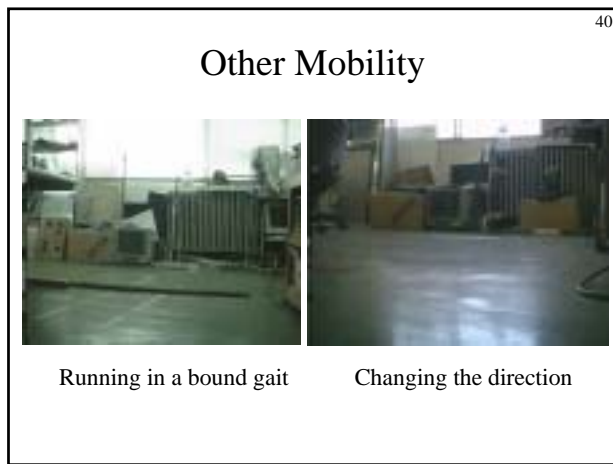 40
Other Mobility
Running in a bound gait
Changing the direction